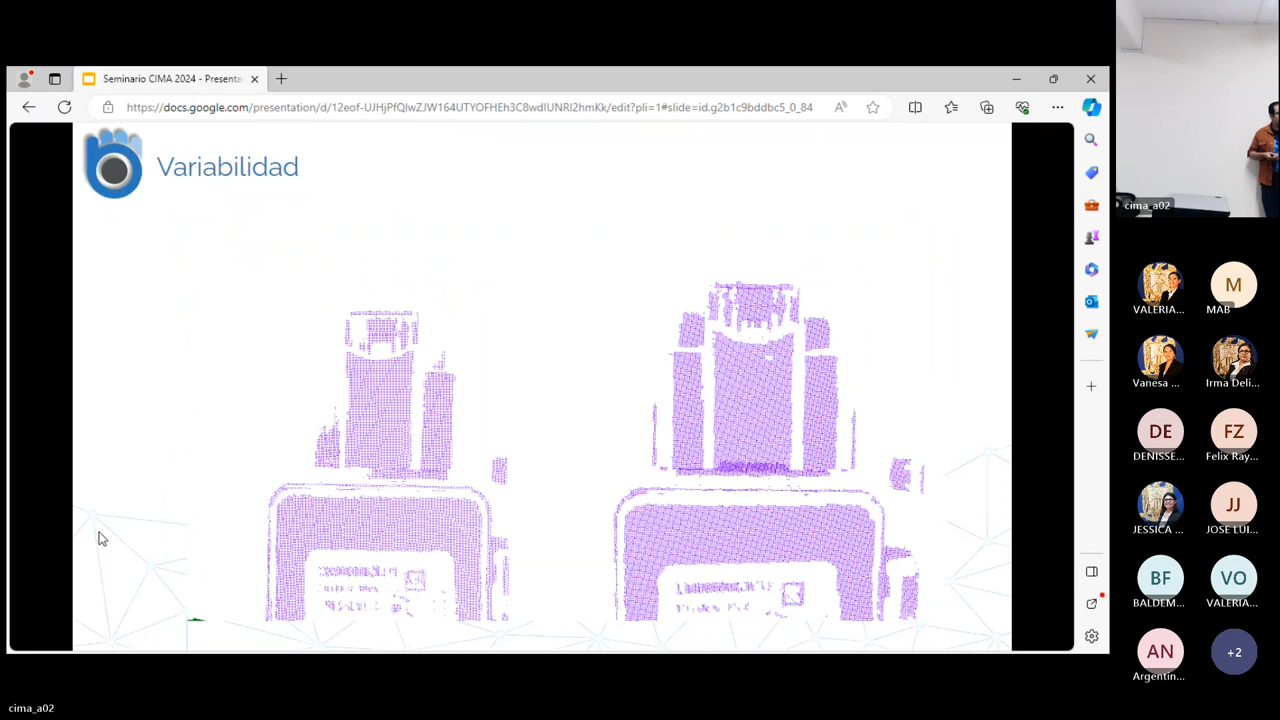 Seminario CIMA 2024 - Presenta
https://docs.google.com/presentation/d/12eof-UJHjPfQIwZJW164UTYOFHEh3C8wdIUNRI2hmKk/edit?pli=1#slide=id.g2b1c9bddbc5_0_84
Variabilidad
cima_a02
VALERIA...
M
MAB
Vanesa ...
Irma Deli...
DE
DENISSE...
FZ
Felix Ray...
JESSICA ...
JJ
JOSE LUI...
BF
BALDEM...
VO
VALERIA...
AN
Argentin...
+2
cima_a02